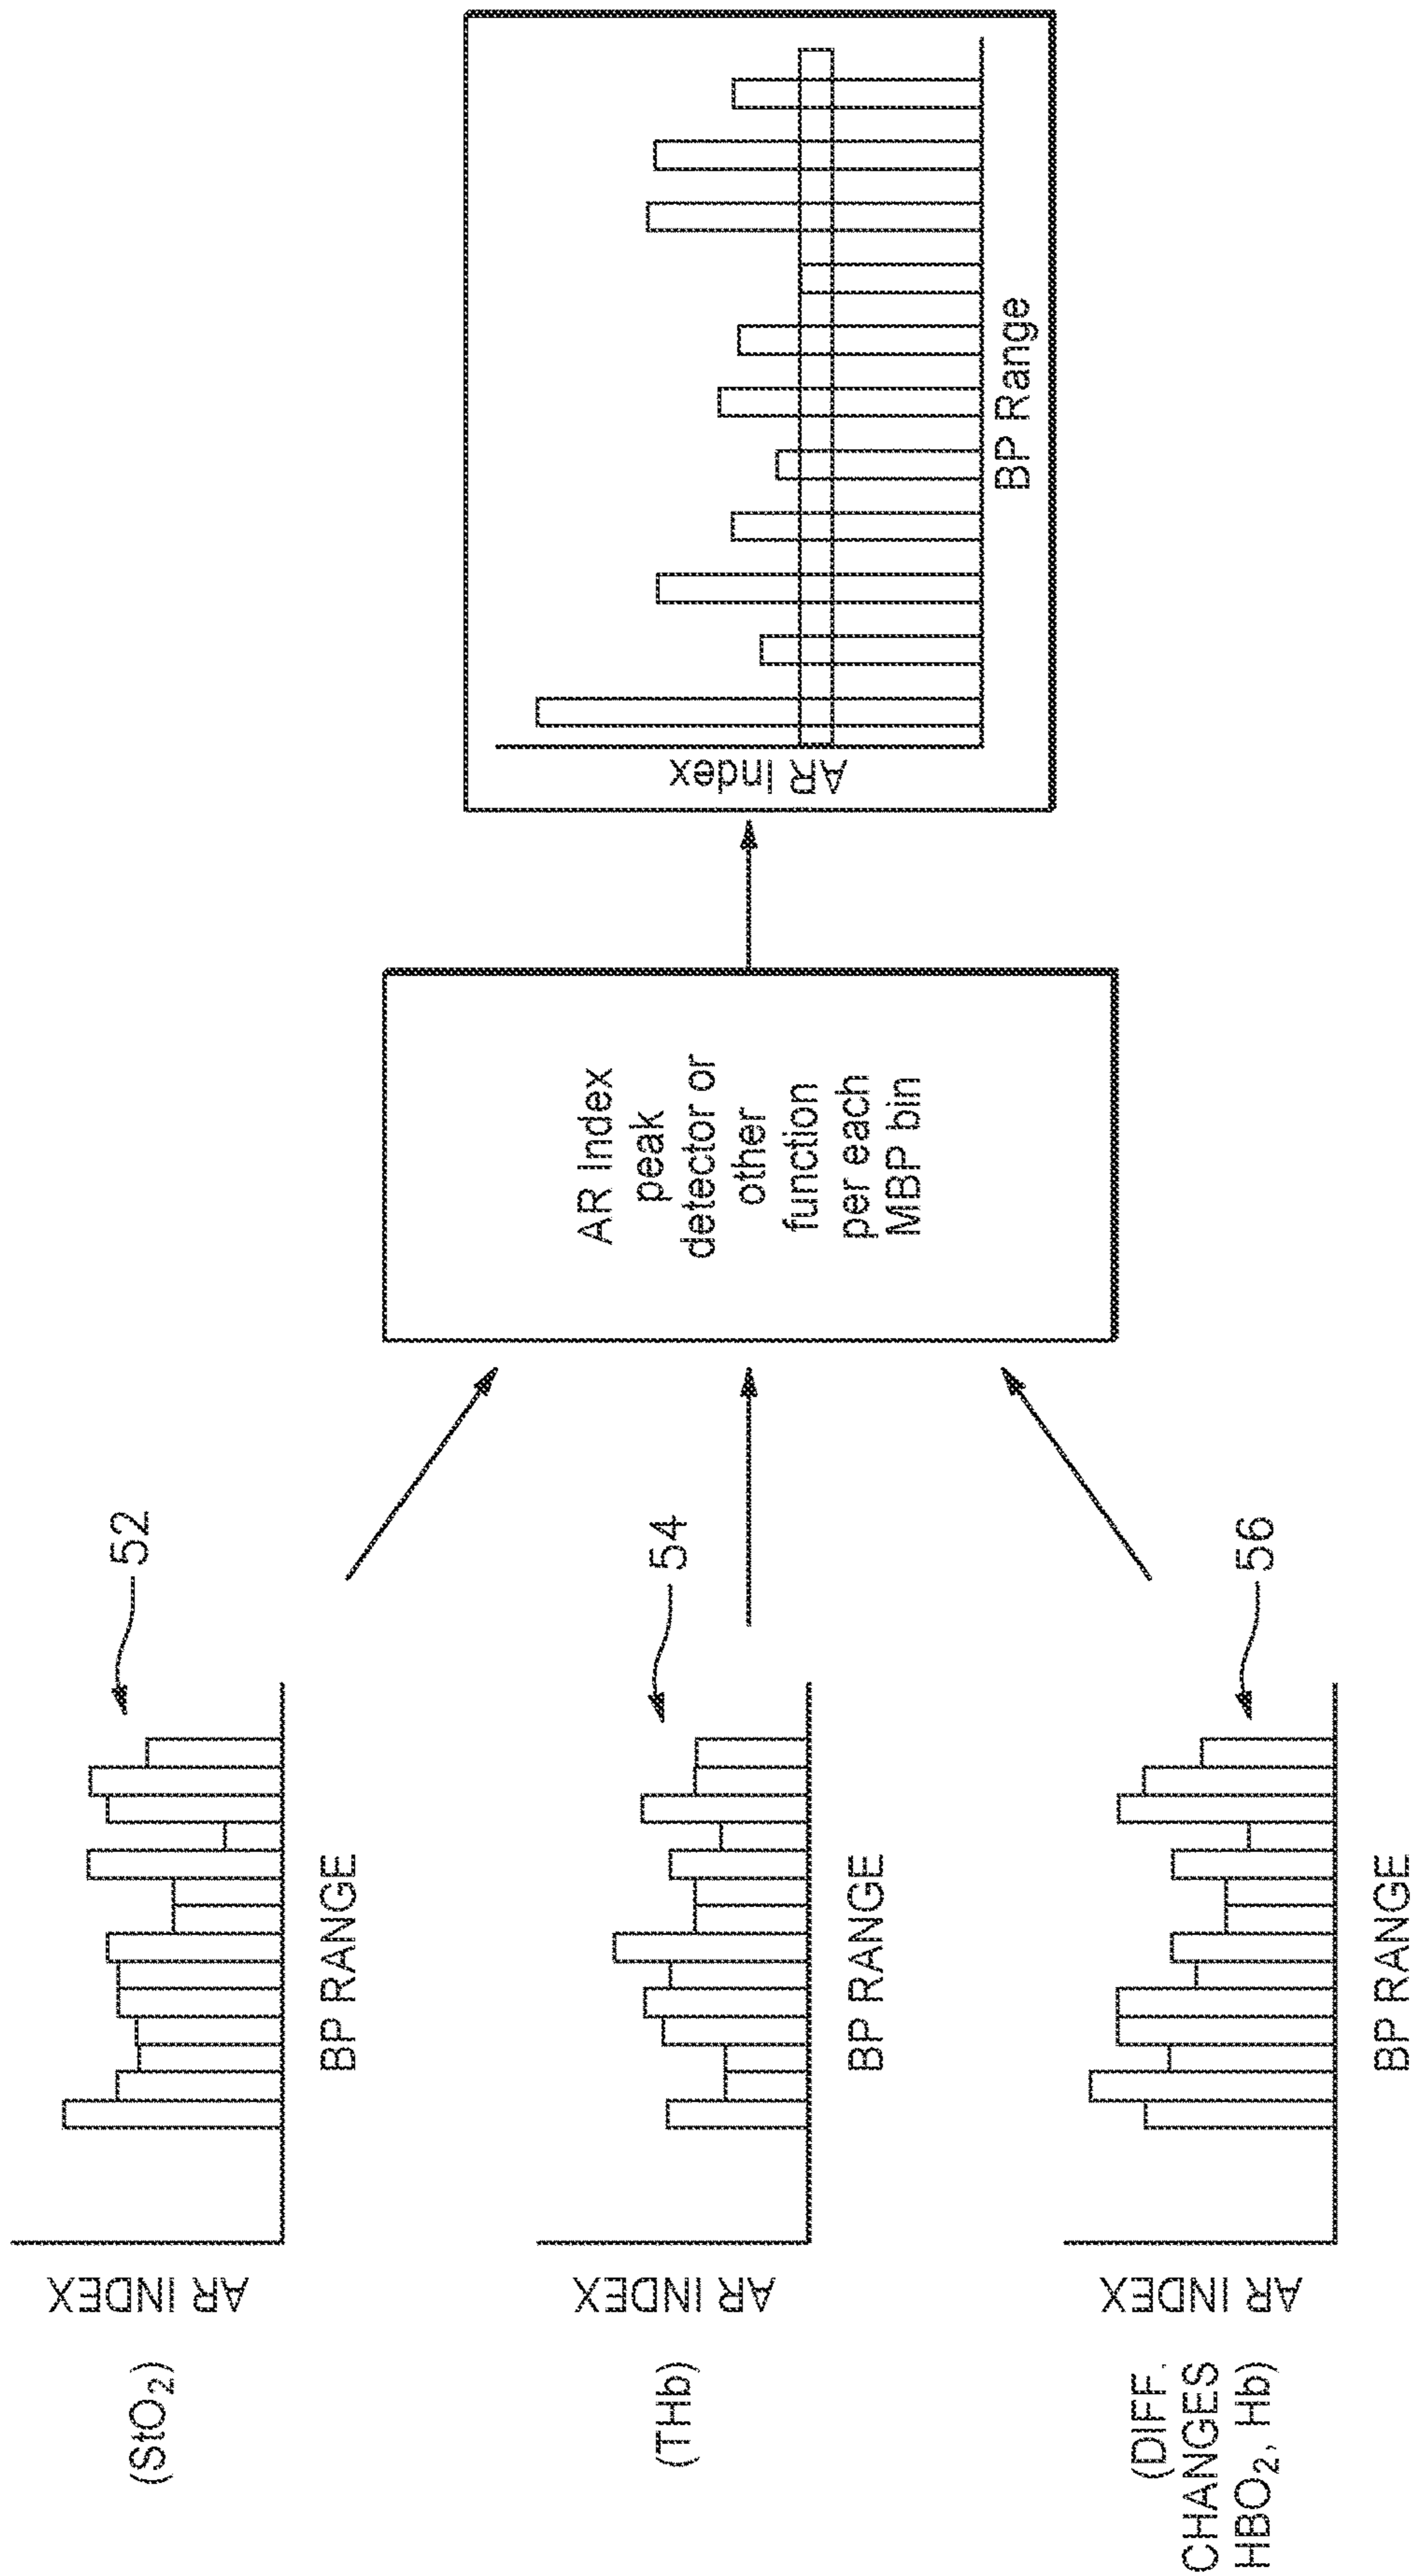 (StO2)
AR INDEX
BP RANGE
52
(THb)
AR INDEX
BP RANGE
54
(DIFF.
CHANGES
HBO2, Hb)
AR INDEX
BP RANGE
56
AR Index
peak
detector or
other
function
per each
MBP bin
AR Index
BP Range